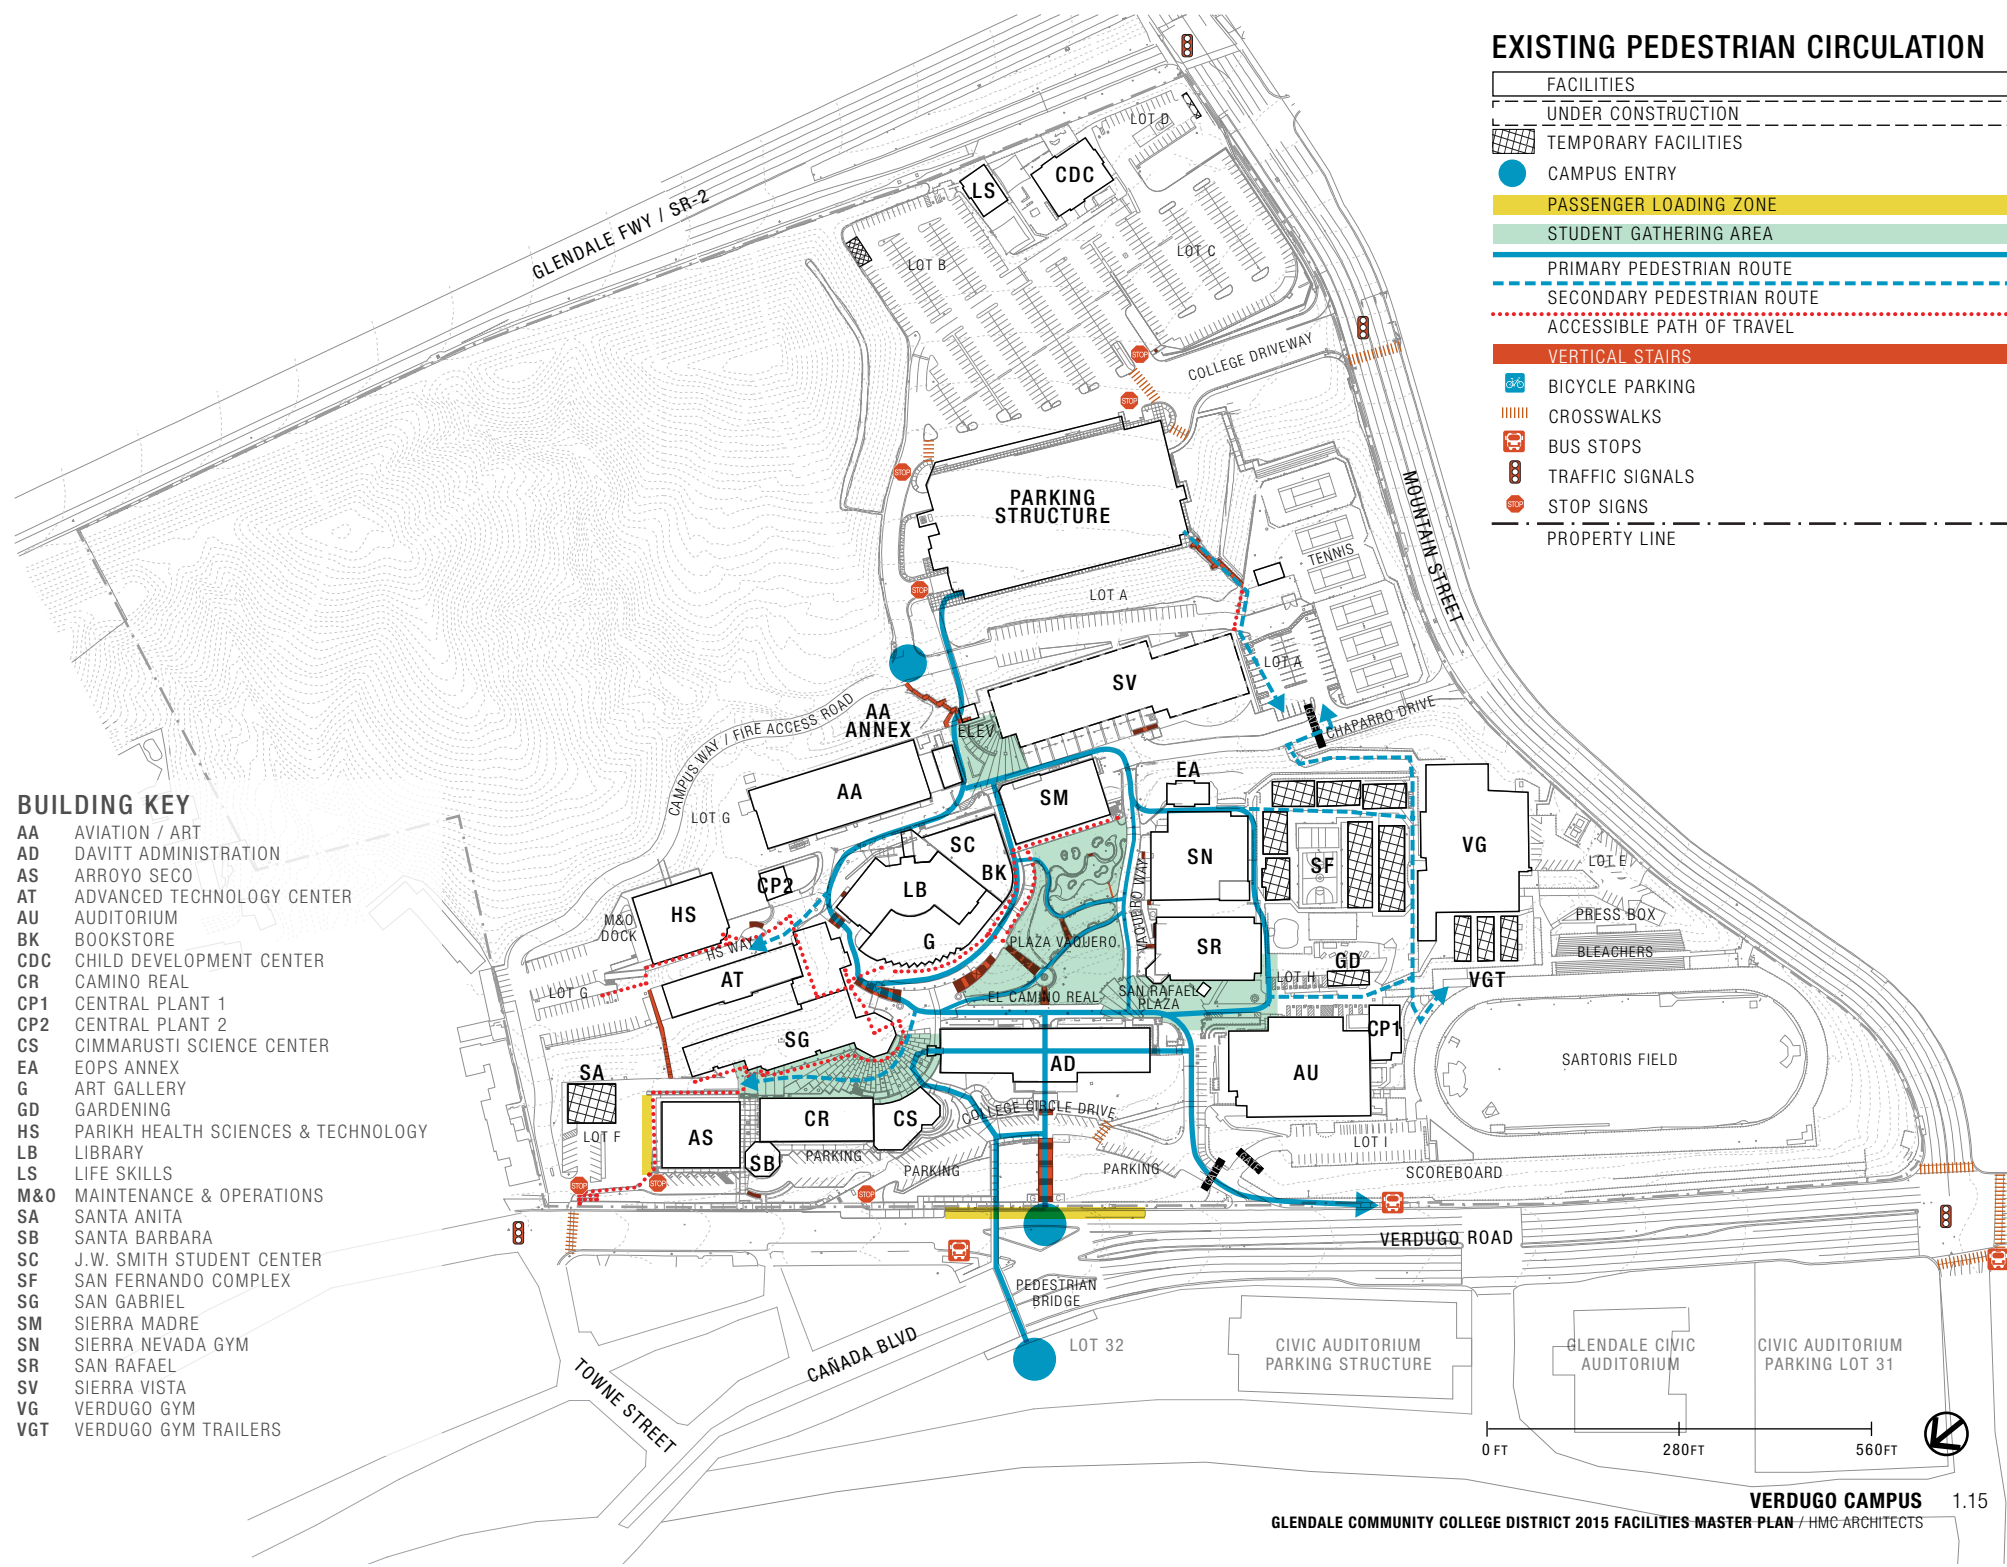 EXISTING PEDESTRIAN CIRCULATION
FACILITIES
UNDER CONSTRUCTION
TEMPORARY FACILITIES
CAMPUS ENTRY
PASSENGER LOADING ZONE
STUDENT GATHERING AREA
PRIMARY PEDESTRIAN ROUTE
SECONDARY PEDESTRIAN ROUTE
ACCESSIBLE PATH OF TRAVEL
VERTICAL STAIRS
BICYCLE PARKING
CROSSWALKS
BUS STOPS
TRAFFIC SIGNALS
STOP
STOP SIGNS
PROPERTY LINE
GLENDALE FWY / SR-2
LOT D
CDC
LS
LOT B
LOT C
STOP
COLLEGE DRIVEWAY
STOP
STOP
PARKING
STRUCTURE
MOUNTAIN STREET
TENNIS
STOP
LOT A
LOT A
SV
GATE
CHAPARRO DRIVE
AA
ANNEX
ELEV
CAMPUS WAY / FIRE ACCESS ROAD
EA
AA
SM
LOT G
SC
BK
SN
SF
VG
LOT E
CP2
LB
VAQUERO WAY
HS
M&O
DOCK
HS WAY
G
PLAZA VAQUERO
SR
GD
PRESS BOX
BLEACHERS
AT
LOT G
EL CAMINO REAL
SAN RAFAEL
PLAZA
LOT H
VGT
SG
CP1
AD
AU
SARTORIS FIELD
SA
LOT F
AS
CR
CS
COLLEGE CIRCLE DRIVE
SB
PARKING
PARKING
PARKING
LOT I
GATE
GATE
SCOREBOARD
STOP
STOP
STOP
VERDUGO ROAD
PEDESTRIAN
BRIDGE
LOT 32
CAÑADA BLVD
TOWNE STREET
CIVIC AUDITORIUM
PARKING STRUCTURE
GLENDALE CIVIC
AUDITORIUM
CIVIC AUDITORIUM
PARKING LOT 31
BUILDING KEY
AA AVIATION / ART
AD DAVITT ADMINISTRATION
AS ARROYO SECO
AT ADVANCED TECHNOLOGY CENTER
AU AUDITORIUM
BK BOOKSTORE
CDC CHILD DEVELOPMENT CENTER
CR CAMINO REAL
CP1 CENTRAL PLANT 1
CP2 CENTRAL PLANT 2
CS CIMMARUSTI SCIENCE CENTER
EA EOPS ANNEX
G ART GALLERY
GD GARDENING
HS PARIKH HEALTH SCIENCES & TECHNOLOGY
LB LIBRARY
LS LIFE SKILLS
M&O MAINTENANCE & OPERATIONS
SA SANTA ANITA
SB SANTA BARBARA
SC J.W. SMITH STUDENT CENTER
SF SAN FERNANDO COMPLEX
SG SAN GABRIEL
SM SIERRA MADRE
SN SIERRA NEVADA GYM
SR SAN RAFAEL
SV SIERRA VISTA
VG VERDUGO GYM
VGT VERDUGO GYM TRAILERS
0 FT 280FT 560FT
VERDUGO CAMPUS 1.15
GLENDALE COMMUNITY COLLEGE DISTRICT 2015 FACILITIES MASTER PLAN / HMC ARCHITECTS